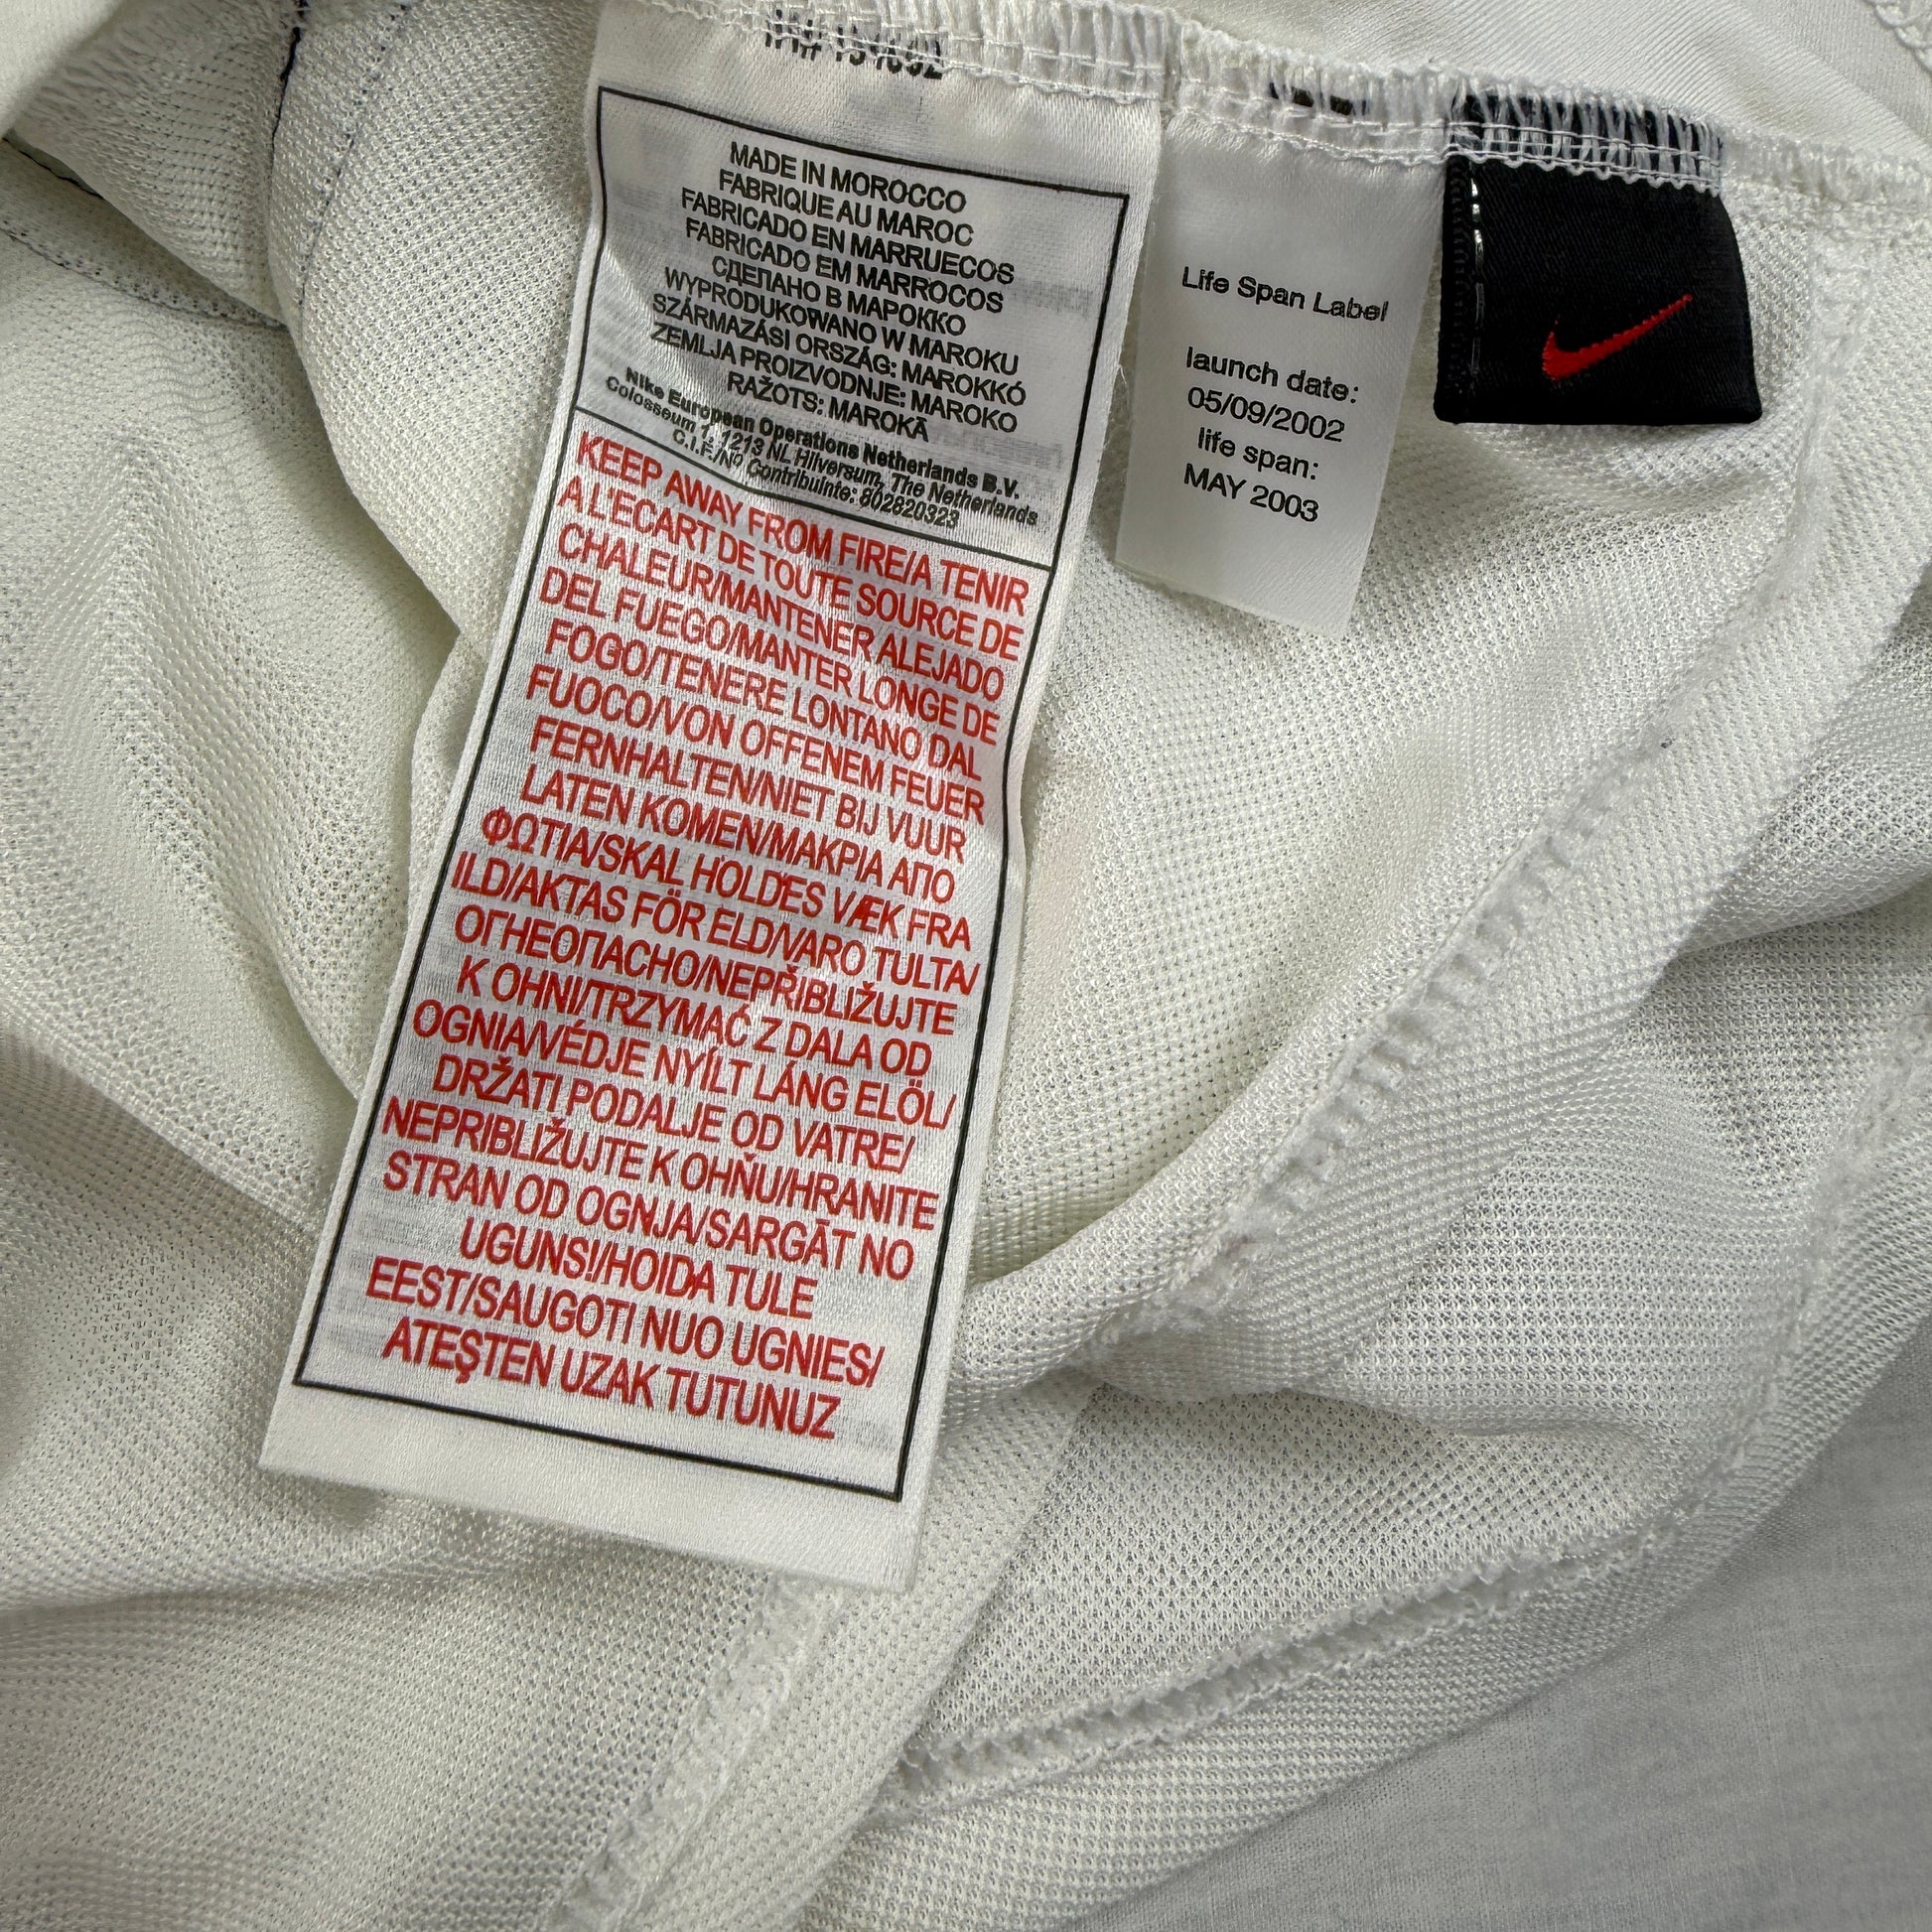 MADE IN MOROCCO
FABRIQUE AU MAROC
FABRICADO EN MARRUECOS
FABRICADO EM MARROCOS
СДЕПАНО В МАРОККО
WYPRODUKOWANO W MAROKU
SZÁRMAZÁSI ORSZÁG: MAROKKÓ
ZEMLJA PROIZVODNJE: MAROKO
RAŽOTS: MAROKĀ
Nike European Operations Netherlands B.V.
Colosseum 1, 1213 NL Hilversum, The Netherlands
C.I.F./Nº Contribuinte: 802820323
KEEP AWAY FROM FIRE/A TENIR
A L'ECART DE TOUTE SOURCE DE
CHALEUR/MANTENER ALEJADO
DEL FUEGO/MANTER LONGE DE
FOGO/TENERE LONTANO DAL
FUOCO/VON OFFENEM FEUER
FERNHALTEN/NIET BIJ VUUR
LATEN KOMEN/ΜΑΚΡΙΑ ΑΠΟ
ΦΩΤΙΑ/SKAL HOLDES VÆK FRA
ILD/AKTAS FÖR ELD/VARO TULTA/
ОГНЕОПАСНО/NEPŘIBLIŽUJTE
K OHNI/TRZYMAĆ Z DALA OD
OGNIA/VÉDJE NYÍLT LÁNG ELÖL/
DRŽATI PODALJE OD VATRE/
NEPRIBLIŽUJTE K OHŇU/HRANITE
STRAN OD OGNJA/SARGĀT NO
UGUNS!/HOIDA TULE
EEST/SAUGOTI NUO UGNIES/
ATEŞTEN UZAK TUTUNUZ
Life Span Label
launch date:
05/09/2002
life span:
MAY 2003